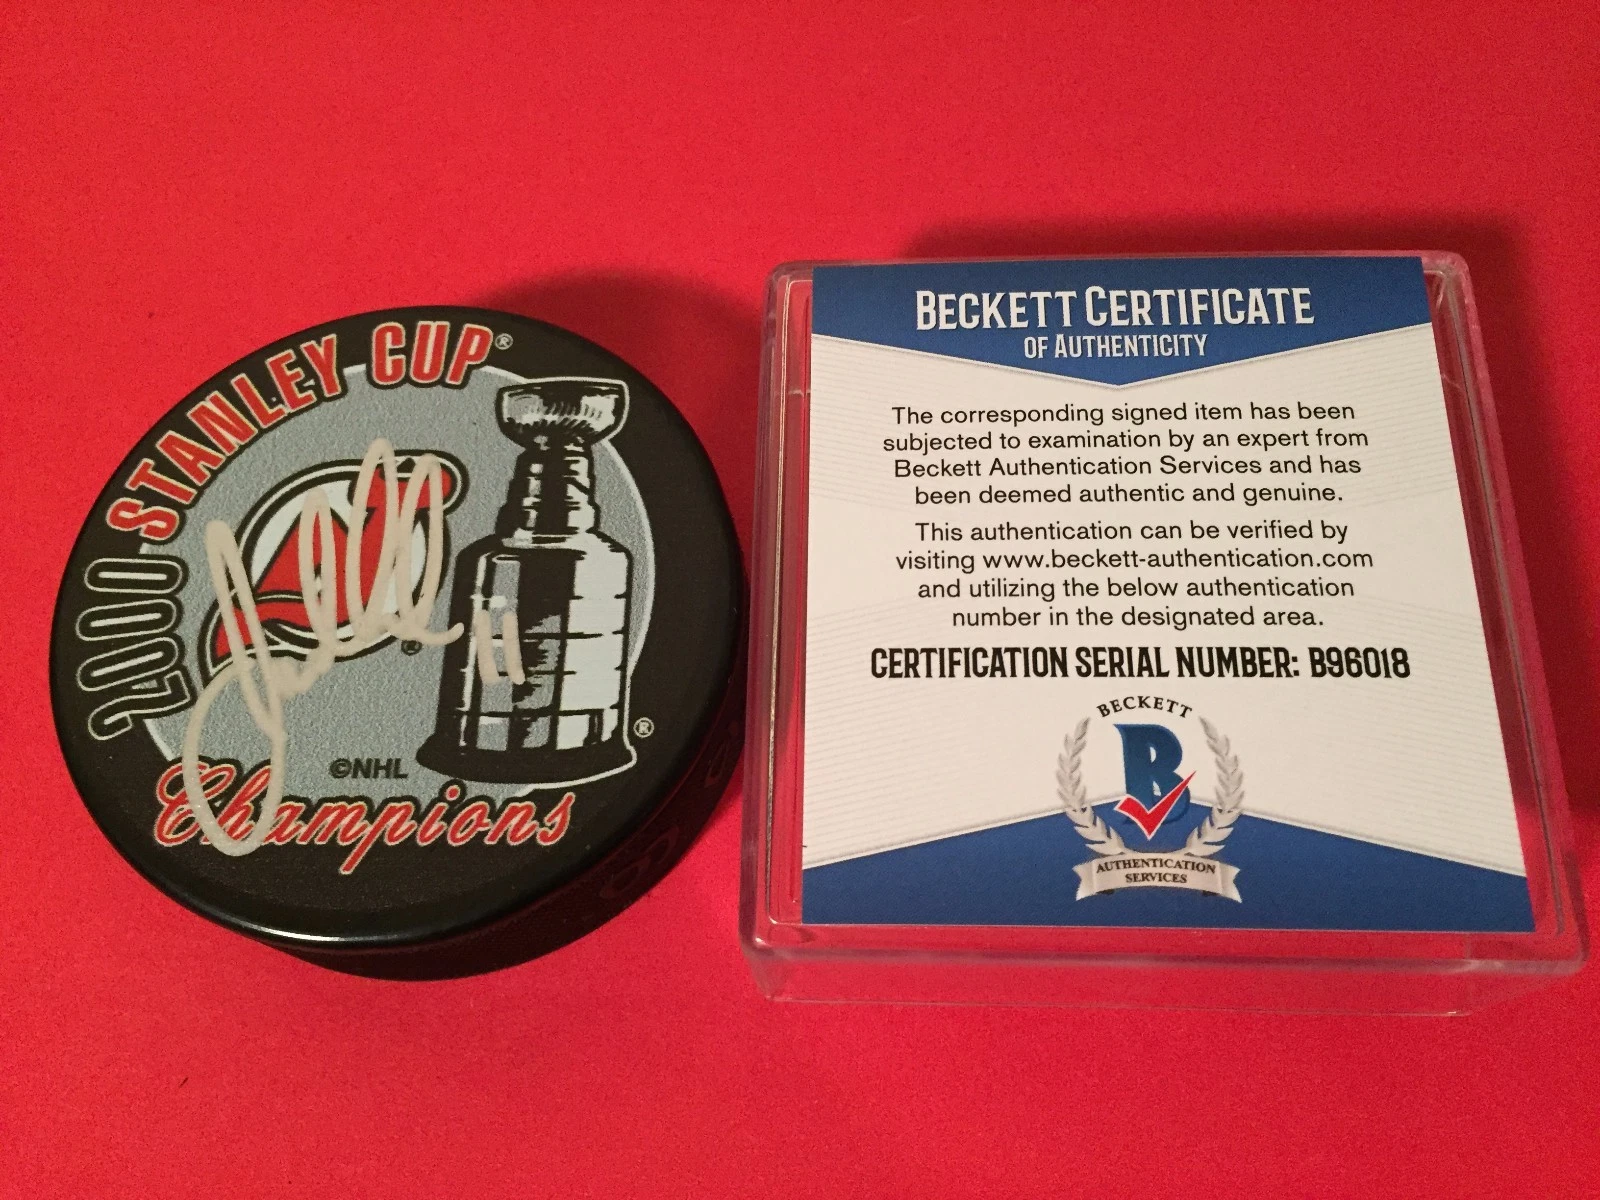 2000 STANLEY CUP®
®
®
©NHL
Champions
11
BECKETT CERTIFICATE
OF AUTHENTICITY
The corresponding signed item has been
subjected to examination by an expert from
Beckett Authentication Services and has
been deemed authentic and genuine.
This authentication can be verified by
visiting www.beckett-authentication.com
and utilizing the below authentication
number in the designated area.
CERTIFICATION SERIAL NUMBER: B96018
BECKETT
B
AUTHENTICATION
SERVICES